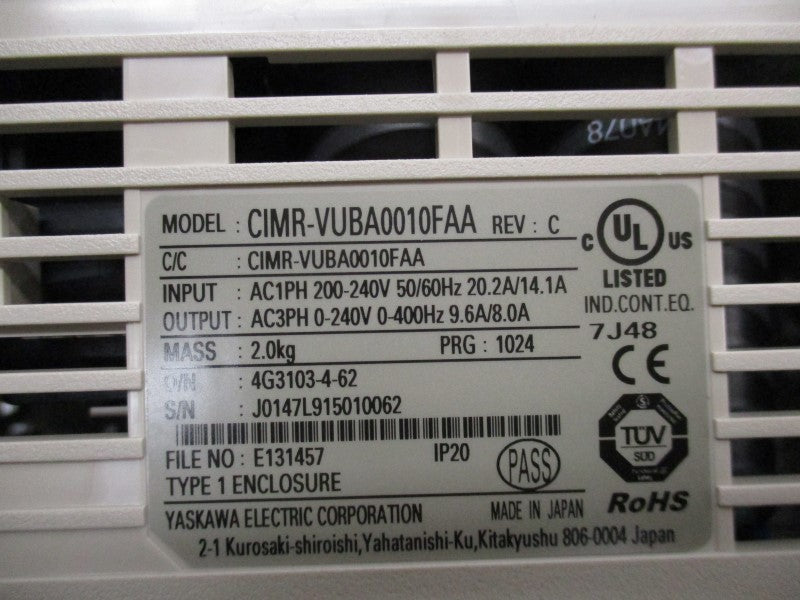 MODEL : CIMR-VUBA0010FAA REV : C
C/C : CIMR-VUBA0010FAA
INPUT : AC1PH 200-240V 50/60Hz 20.2A/14.1A
OUTPUT : AC3PH 0-240V 0-400Hz 9.6A/8.0A
MASS : 2.0kg PRG : 1024
O/N : 4G3103-4-62
S/N : J0147L915010062
FILE NO : E131457 IP20
TYPE 1 ENCLOSURE
PASS
YASKAWA ELECTRIC CORPORATION MADE IN JAPAN
2-1 Kurosaki-shiroishi,Yahatanishi-Ku,Kitakyushu 806-0004 Japan
C UL US
LISTED
IND.CONT.EQ.
7J48
CE
TÜV
SÜD
RoHS